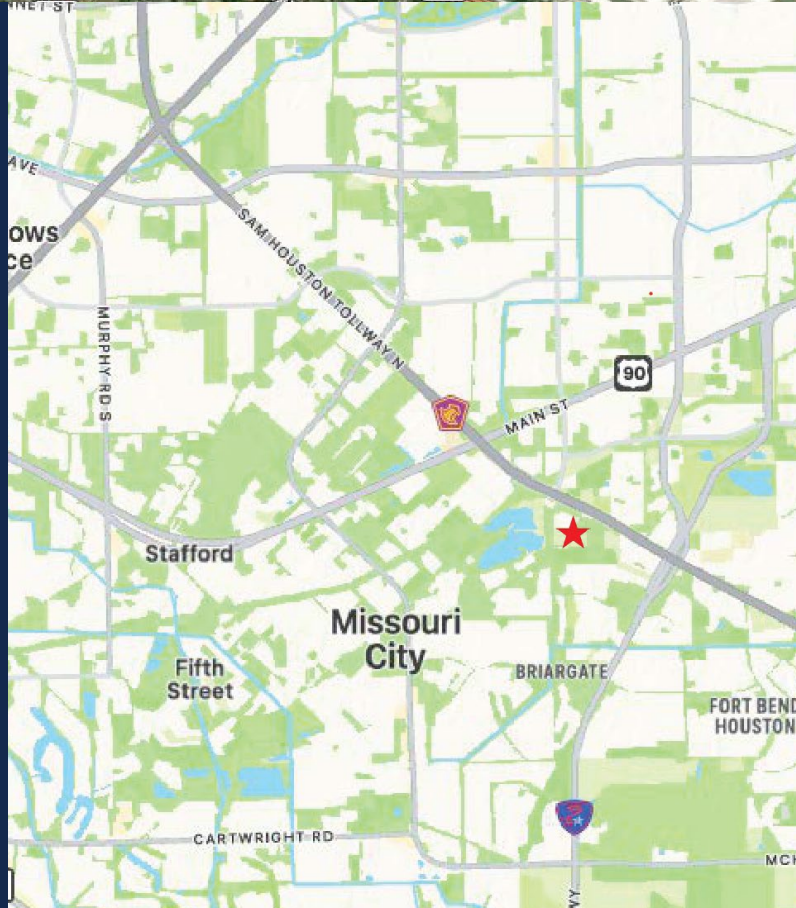 AVE
SAM HOUSTON TOLLWAY N
MURPHY RD S
90
MAIN ST
Stafford
Missouri
City
Fifth
Street
BRIARGATE
FORT BEND
HOUSTON
CARTWRIGHT RD